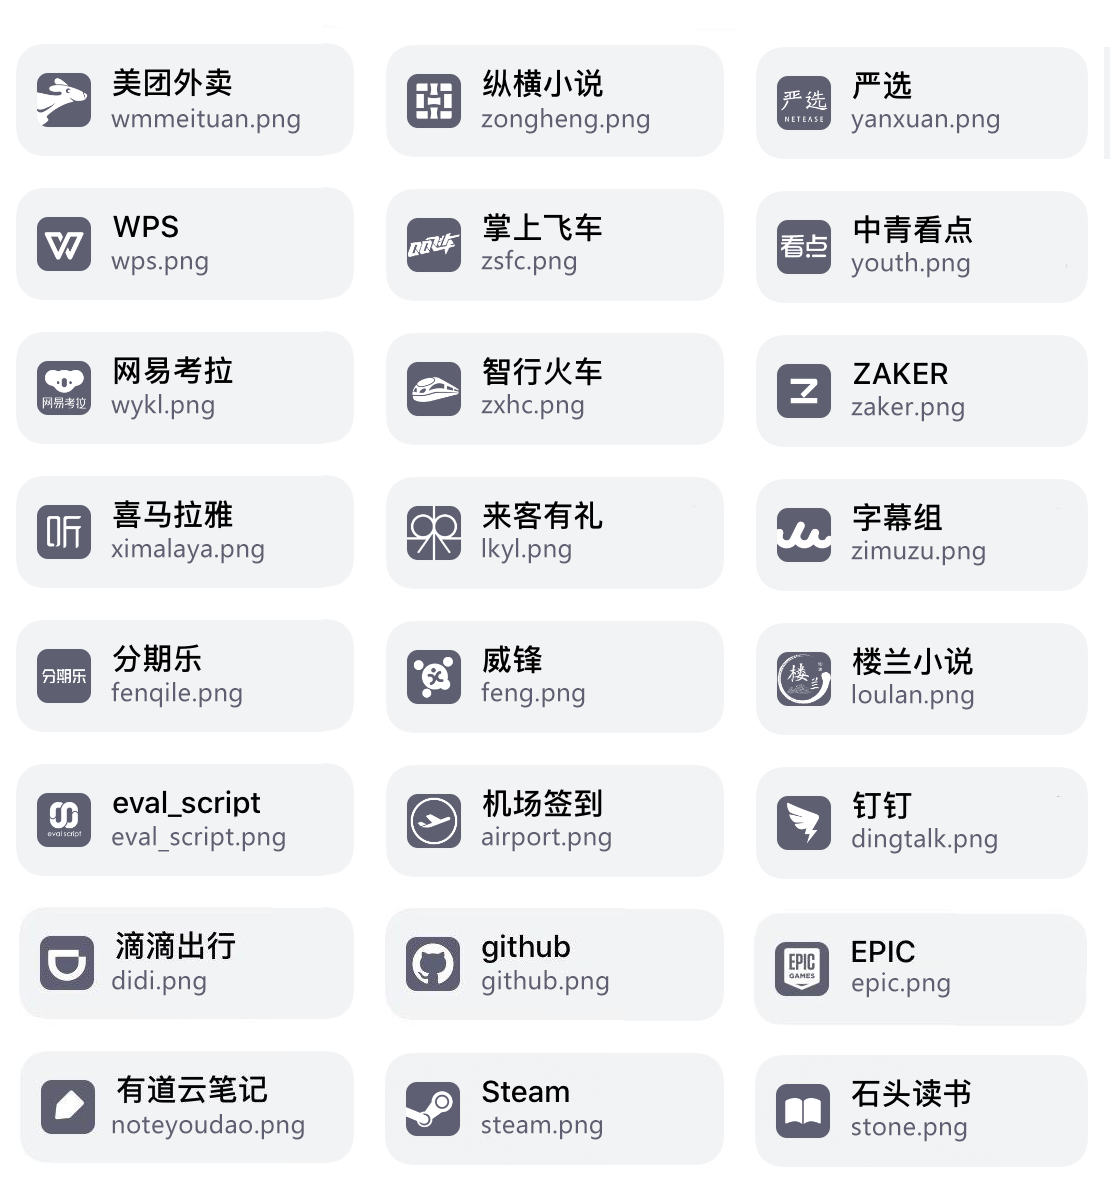 美团外卖
wmmeituan.png
纵横小说
zongheng.png
严选
NETEASE
严选
yanxuan.png
WPS
wps.png
QQ飞车
掌上飞车
zsfc.png
看点
中青看点
youth.png
网易考拉
网易考拉
wykl.png
智行火车
zxhc.png
ZAKER
zaker.png
听
喜马拉雅
ximalaya.png
来客有礼
lkyl.png
字幕组
zimuzu.png
分期乐
分期乐
fenqile.png
威锋
feng.png
楼兰
楼兰小说
loulan.png
eval script
eval_script
eval_script.png
机场签到
airport.png
钉钉
dingtalk.png
滴滴出行
didi.png
github
github.png
EPIC
GAMES
EPIC
epic.png
有道云笔记
noteyoudao.png
Steam
steam.png
石头读书
stone.png